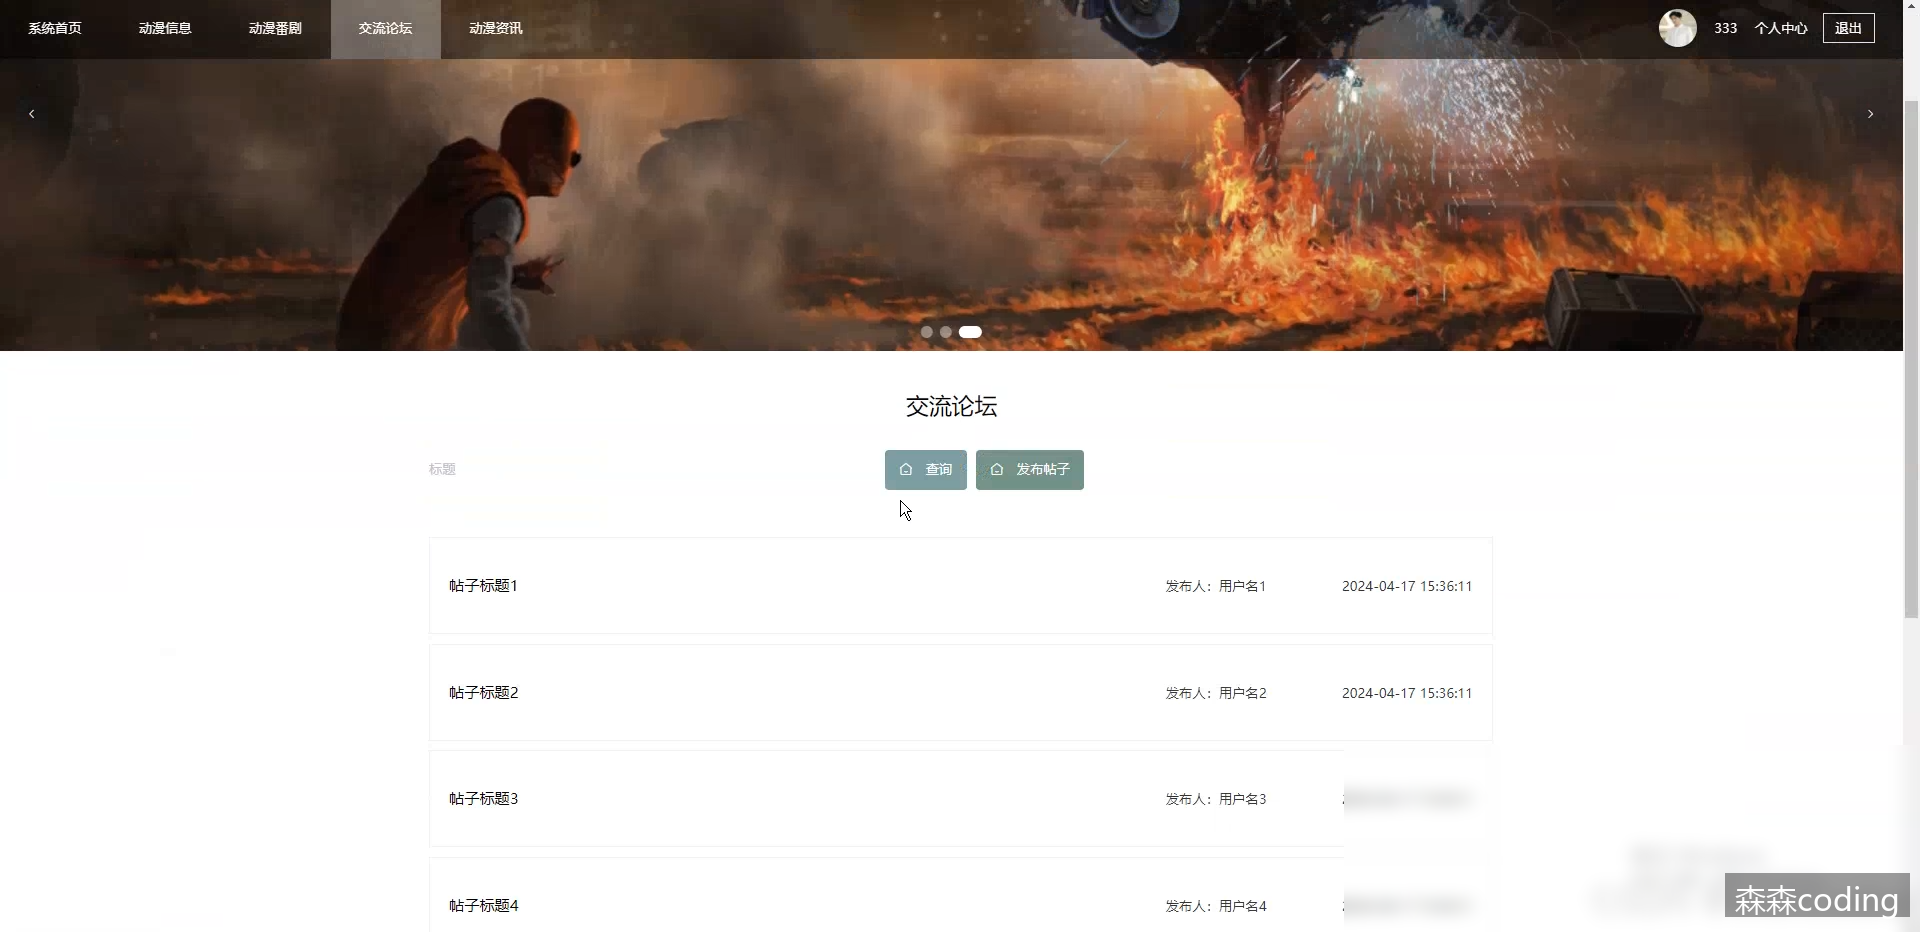 系统首页 动漫信息 动漫番剧 交流论坛 动漫资讯 333 个人中心 退出
交流论坛
标题 查询 发布帖子
帖子标题1 发布人：用户名1 2024-04-17 15:36:11
帖子标题2 发布人：用户名2 2024-04-17 15:36:11
帖子标题3 发布人：用户名3
帖子标题4 发布人：用户名4
森森coding